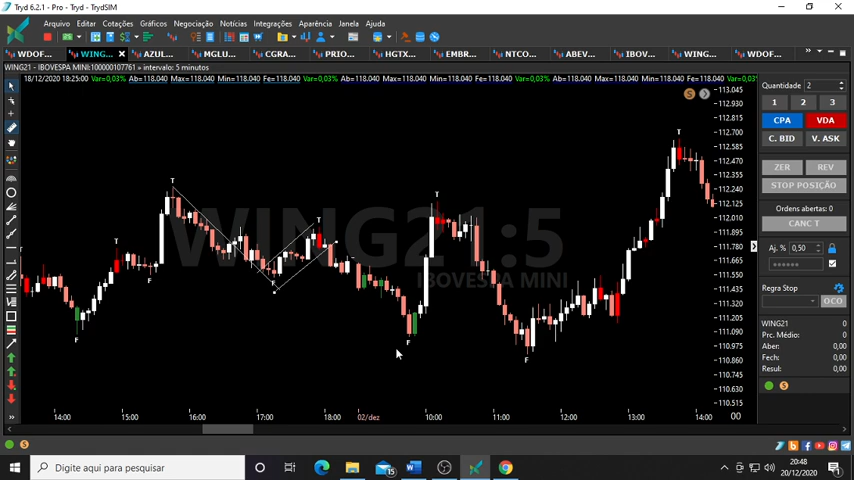 Tryd 6.2.1 - Pro - Tryd - TrydSIM
Arquivo Editar Cotações Gráficos Negociação Notícias Integrações Aparência Janela Ajuda
WDOF... WING... AZUL... MGLU... CGRA... PRIO... HGTX... EMBR... NTCO... ABEV... IBOV... WING... WDOF...
WING21 - IBOVESPA MINI:100000107761 » intervalo: 5 minutos
18/12/2020 18:25:00 Var=0,03% Ab=118.040 Max=118.040 Min=118.040 Fe=118.040 Var=0,03% Ab=118.040 Max=118.040 Min=118.040 Fe=118.040 Var=0,03% Ab=118.040 Max=118.040 Min=118.040 Fe=118.040 Var=0,03%
WING21:5
IBOVESPA MINI
T
T
T
T
T
F
F
F
F
F
113.045
112.930
112.815
112.700
112.585
112.470
112.355
112.240
112.125
112.010
111.895
111.780
111.665
111.550
111.435
111.320
111.205
111.090
110.975
110.860
110.745
110.630
110.515
14:00 15:00 16:00 17:00 18:00 02/dez 10:00 11:00 12:00 13:00 14:00 00
Quantidade 2
1 2 3
CPA VDA
C. BID V. ASK
ZER REV
STOP POSIÇÃO
Ordens abertas: 0
CANC T
Aj. % 0,50
Regra Stop
OCO
WING21 0
Prc. Médio: 0,00
Aber: 0,00
Fech: 0,00
Resul: 0,00
Digite aqui para pesquisar
15
20:48
20/12/2020
1